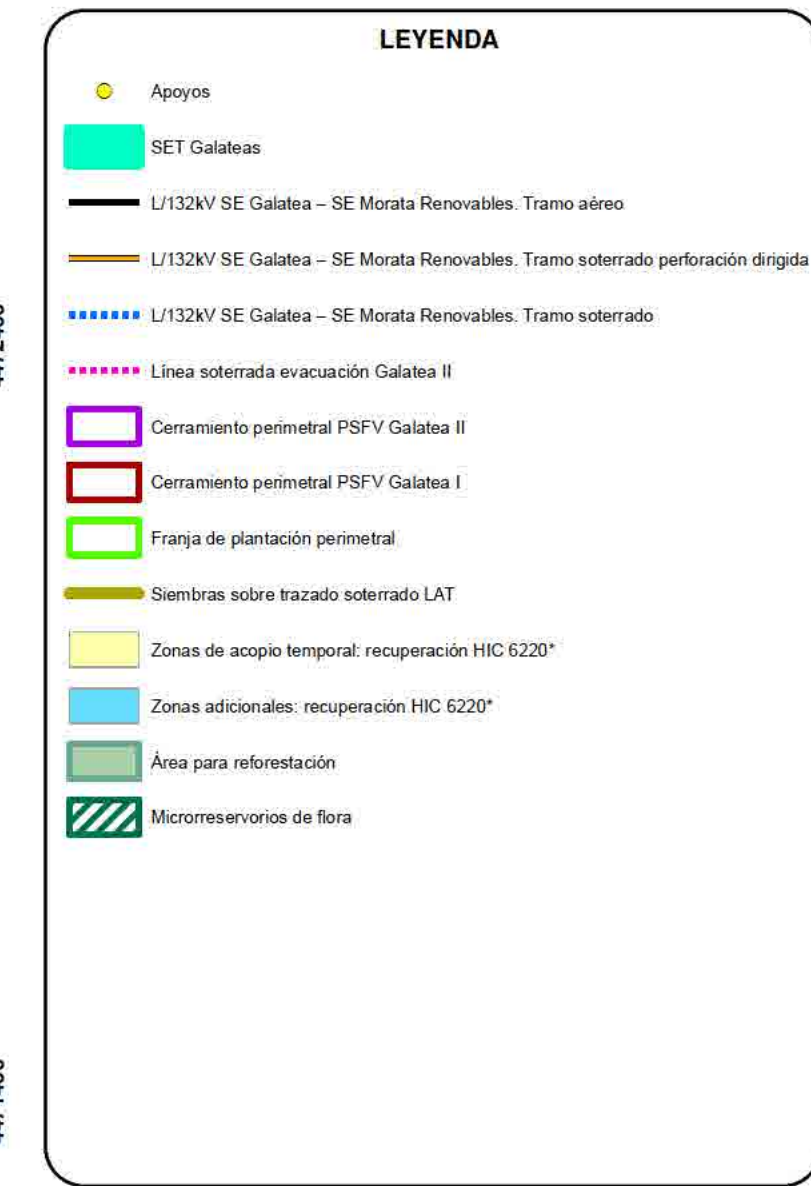 LEYENDA
Apoyos
SET Galateas
L/132kV SE Galatea – SE Morata Renovables. Tramo aéreo
L/132kV SE Galatea – SE Morata Renovables. Tramo soterrado perforación dirigida
L/132kV SE Galatea – SE Morata Renovables. Tramo soterrado
Línea soterrada evacuación Galatea II
Cerramiento perimetral PSFV Galatea II
Cerramiento perimetral PSFV Galatea I
Franja de plantación perimetral
Siembras sobre trazado soterrado LAT
Zonas de acopio temporal: recuperación HIC 6220*
Zonas adicionales: recuperación HIC 6220*
Área para reforestación
Microrreservorios de flora